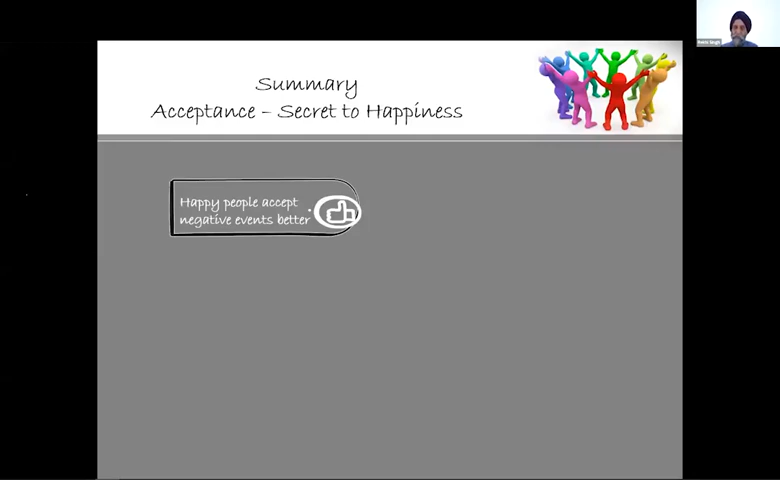 Summary
Acceptance – Secret to Happiness
Happy people accept
negative events better